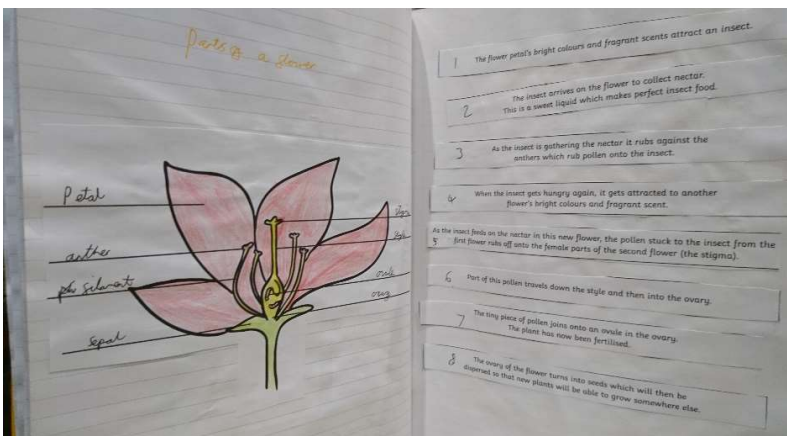 Parts of a flower
Petal
anther
filament
sepal
1 The flower petal's bright colours and fragrant scents attract an insect.
2 The insect arrives on the flower to collect nectar.
This is a sweet liquid which makes perfect insect food.
3 As the insect is gathering the nectar it rubs against the
anthers which rub pollen onto the insect.
4 When the insect gets hungry again, it gets attracted to another
flower's bright colours and fragrant scent.
As the insect feeds on the nectar in this new flower, the pollen stuck to the insect from the
5 first flower rubs off onto the female parts of the second flower (the stigma).
6 Part of this pollen travels down the style and then into the ovary.
7 The tiny piece of pollen joins onto an ovule in the ovary.
The plant has now been fertilised.
8 The ovary of the flower turns into seeds which will then be
dispersed so that new plants will be able to grow somewhere else.